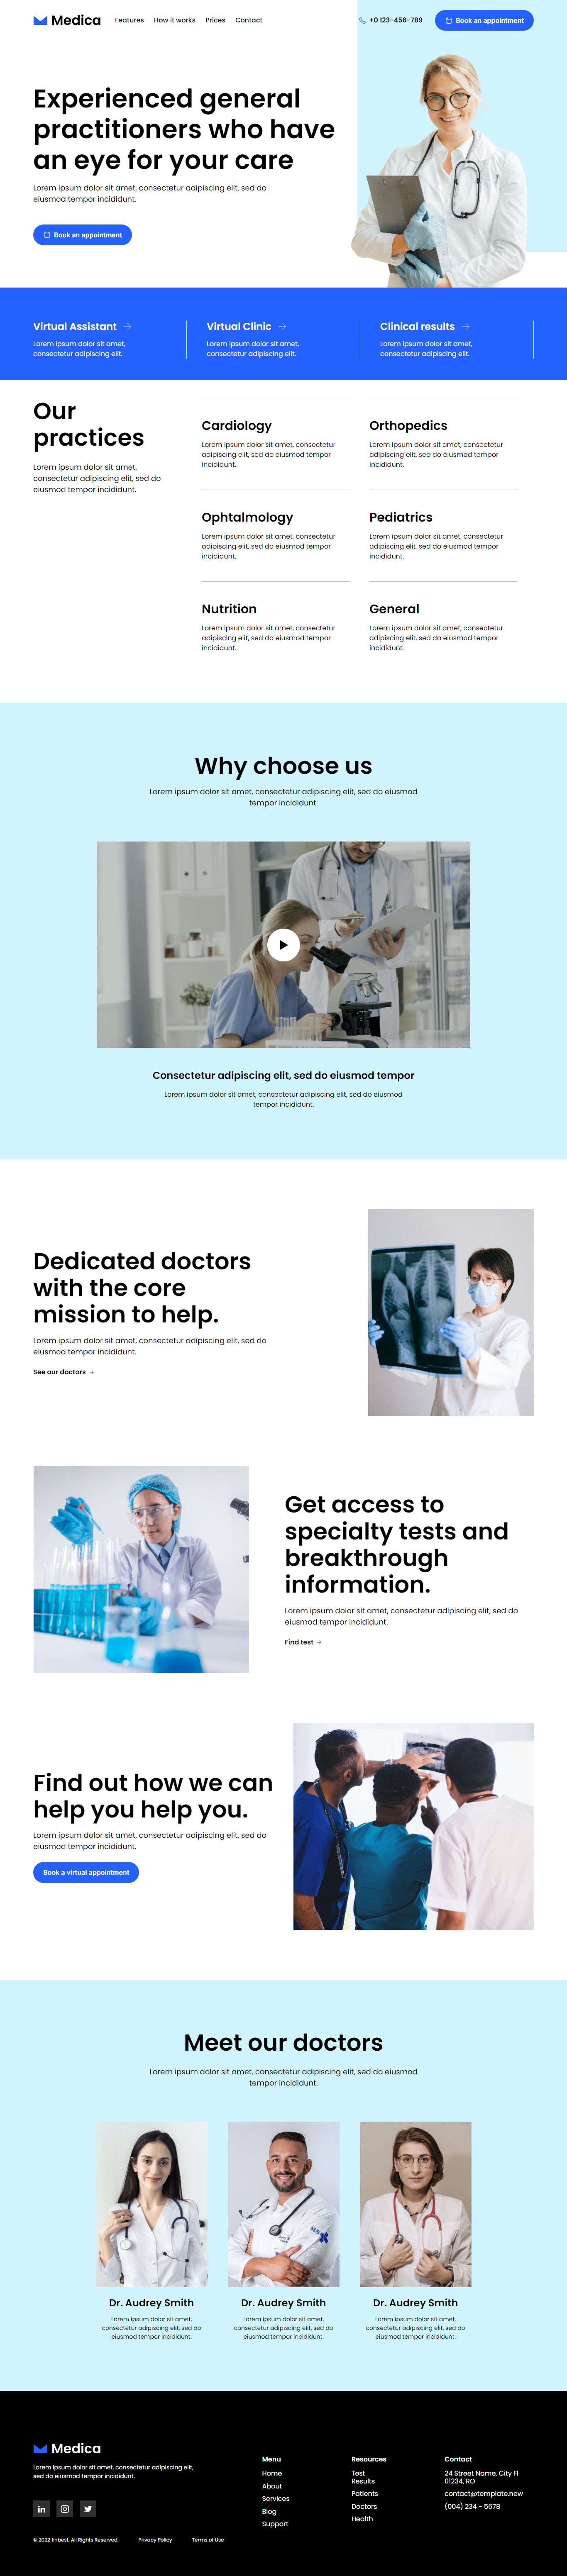 Medica
Features How it works Prices Contact
+0 123-456-789
Book an appointment
Experienced general
practitioners who have
an eye for your care
Lorem ipsum dolor sit amet, consectetur adipiscing elit, sed do
eiusmod tempor incididunt.
Book an appointment
Virtual Assistant
Lorem ipsum dolor sit amet,
consectetur adipiscing elit.
Virtual Clinic
Lorem ipsum dolor sit amet,
consectetur adipiscing elit.
Clinical results
Lorem ipsum dolor sit amet,
consectetur adipiscing elit.
Our
practices
Lorem ipsum dolor sit amet,
consectetur adipiscing elit, sed do
eiusmod tempor incididunt.
Cardiology
Lorem ipsum dolor sit amet, consectetur
adipiscing elit, sed do eiusmod tempor
incididunt.
Orthopedics
Lorem ipsum dolor sit amet, consectetur
adipiscing elit, sed do eiusmod tempor
incididunt.
Ophtalmology
Lorem ipsum dolor sit amet, consectetur
adipiscing elit, sed do eiusmod tempor
incididunt.
Pediatrics
Lorem ipsum dolor sit amet, consectetur
adipiscing elit, sed do eiusmod tempor
incididunt.
Nutrition
Lorem ipsum dolor sit amet, consectetur
adipiscing elit, sed do eiusmod tempor
incididunt.
General
Lorem ipsum dolor sit amet, consectetur
adipiscing elit, sed do eiusmod tempor
incididunt.
Why choose us
Lorem ipsum dolor sit amet, consectetur adipiscing elit, sed do eiusmod
tempor incididunt.
Consectetur adipiscing elit, sed do eiusmod tempor
Lorem ipsum dolor sit amet, consectetur adipiscing elit, sed do eiusmod
tempor incididunt.
Dedicated doctors
with the core
mission to help.
Lorem ipsum dolor sit amet, consectetur adipiscing elit, sed do
eiusmod tempor incididunt.
See our doctors
Get access to
specialty tests and
breakthrough
information.
Lorem ipsum dolor sit amet, consectetur adipiscing elit, sed do
eiusmod tempor incididunt.
Find test
Find out how we can
help you help you.
Lorem ipsum dolor sit amet, consectetur adipiscing elit, sed do
eiusmod tempor incididunt.
Book a virtual appointment
Meet our doctors
Lorem ipsum dolor sit amet, consectetur adipiscing elit, sed do eiusmod
tempor incididunt.
Dr. Audrey Smith
Lorem ipsum dolor sit amet,
consectetur adipiscing elit, sed do
eiusmod tempor incididunt.
Dr. Audrey Smith
Lorem ipsum dolor sit amet,
consectetur adipiscing elit, sed do
eiusmod tempor incididunt.
Dr. Audrey Smith
Lorem ipsum dolor sit amet,
consectetur adipiscing elit, sed do
eiusmod tempor incididunt.
Medica
Lorem ipsum dolor sit amet, consectetur adipiscing elit,
sed do eiusmod tempor incididunt.
Menu
Home
About
Services
Blog
Support
Resources
Test
Results
Patients
Doctors
Health
Contact
24 Street Name, City Fl
01234, RO
contact@template.new
(004) 234 - 5678
© 2022 finbest. All Rights Reserved.
Privacy Policy
Terms of Use